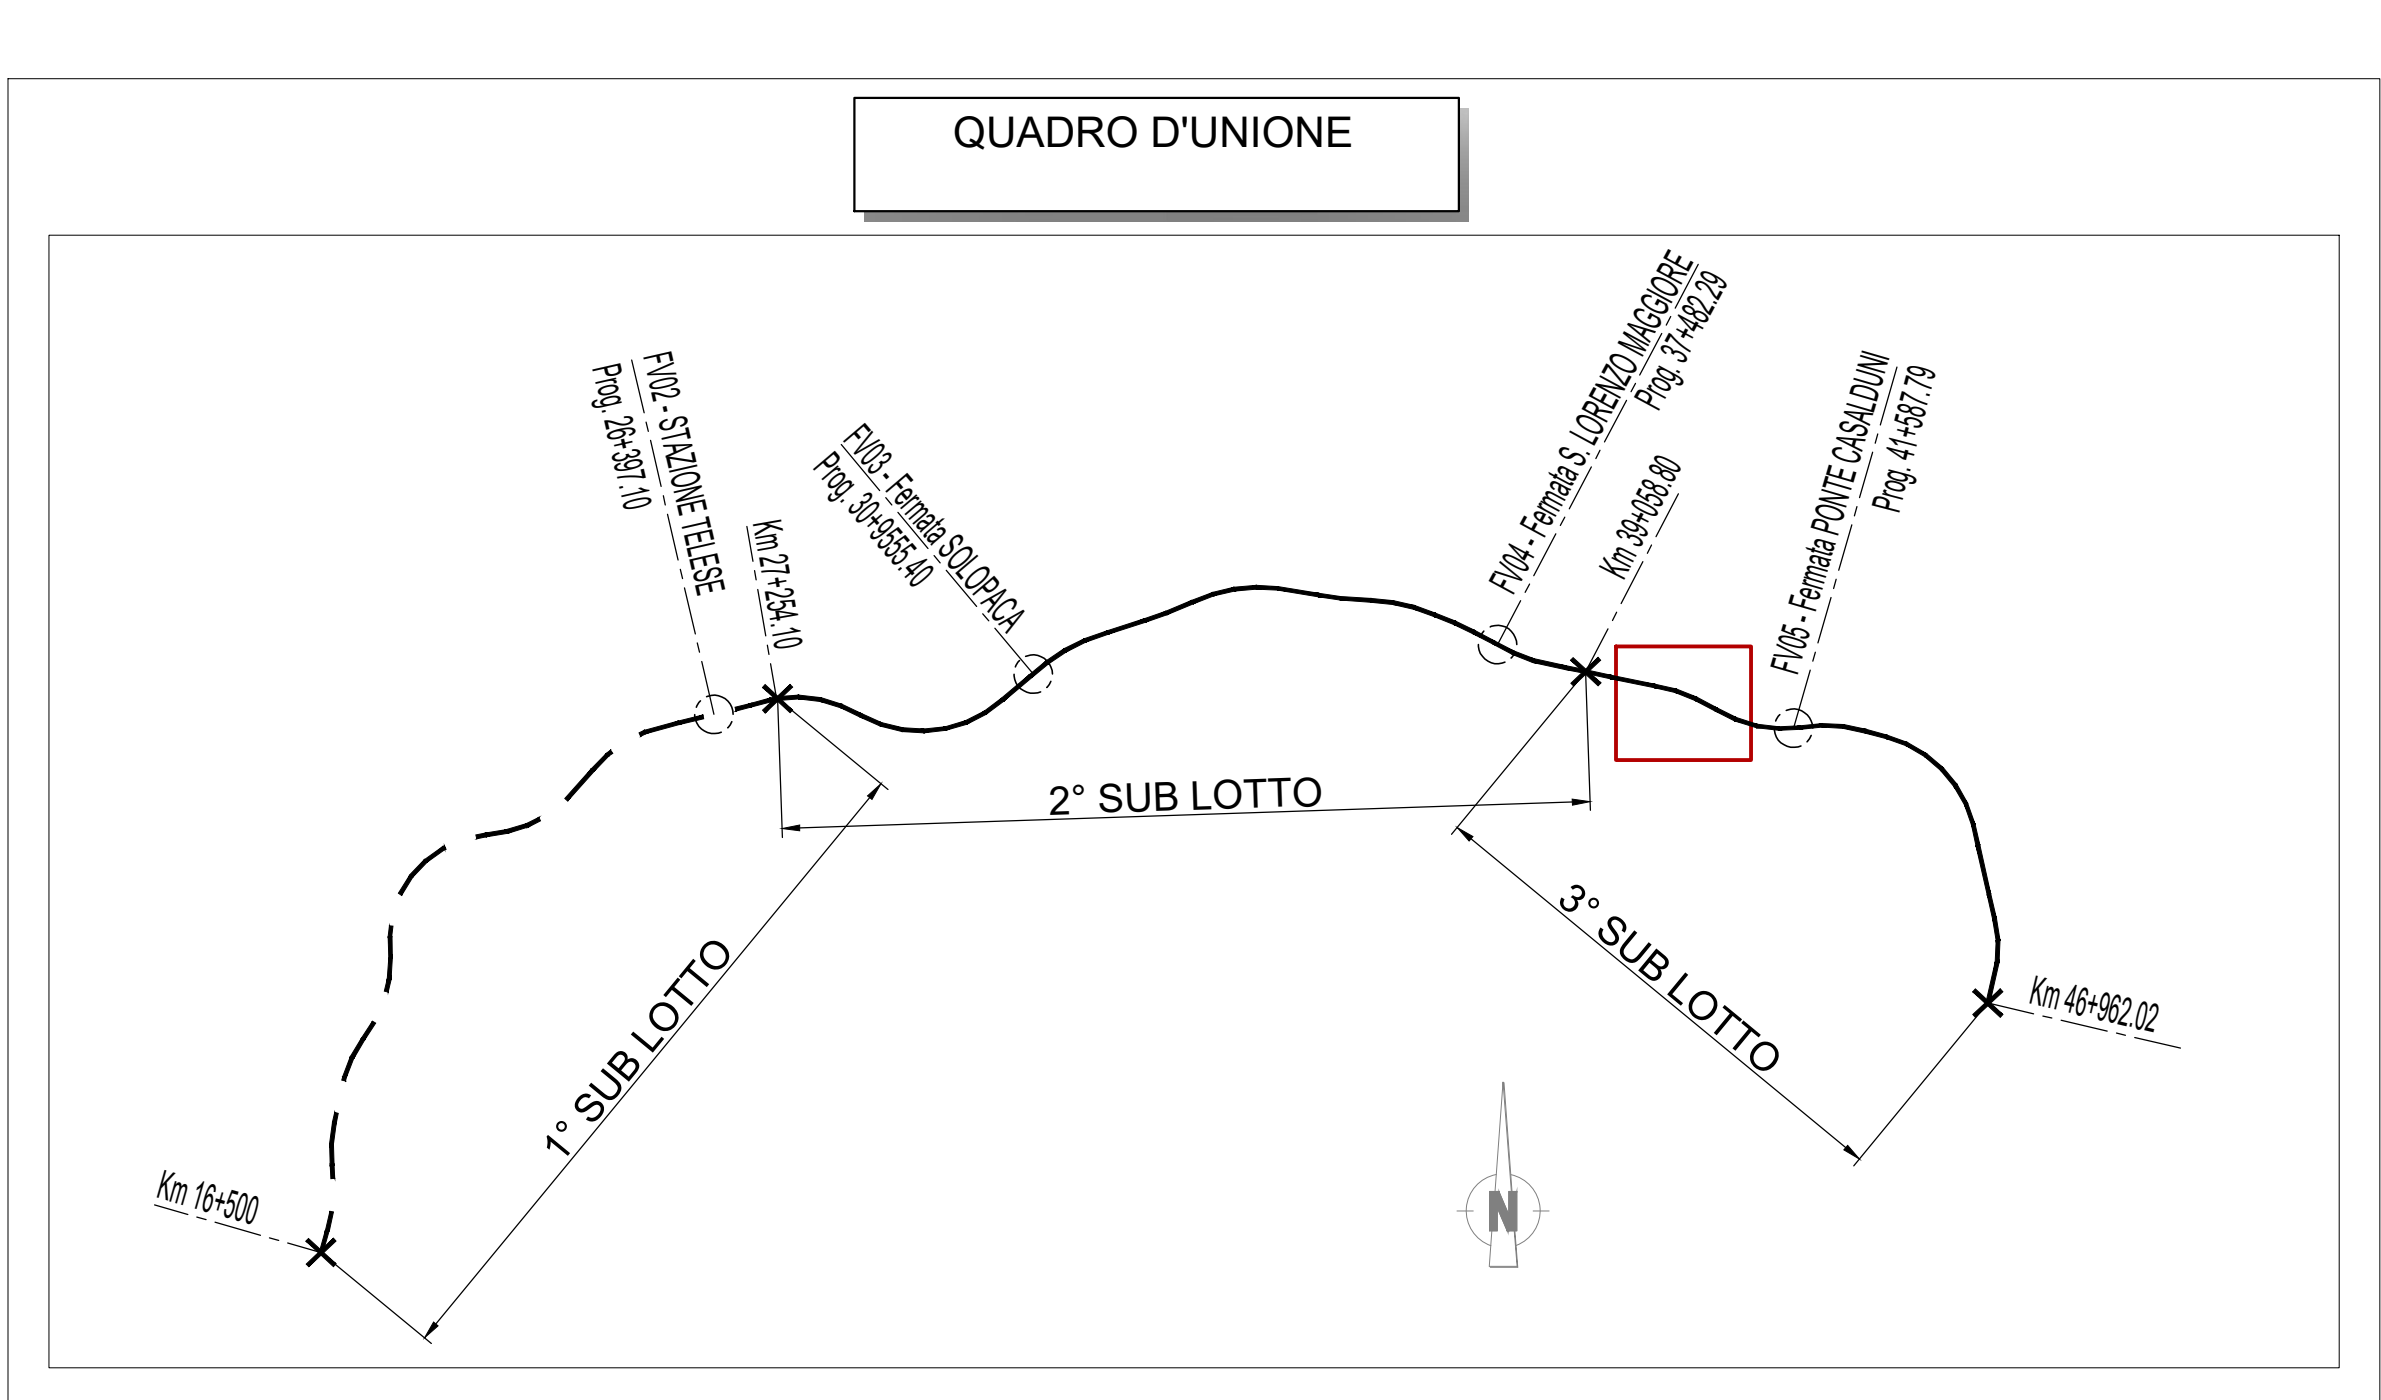 QUADRO D'UNIONE
FV02 - STAZIONE TELESE
Prog. 26+397.10
Km 27+254.10
FV03 - Fermata SOLOPACA
Prog. 30+9555.40
FV04 - Fermata S. LORENZO MAGGIORE
Prog. 37+482.29
Km 39+058.80
FV05 - Fermata PONTE CASALDUNI
Prog. 41+587.79
2° SUB LOTTO
1° SUB LOTTO
3° SUB LOTTO
Km 46+962.02
Km 16+500
N